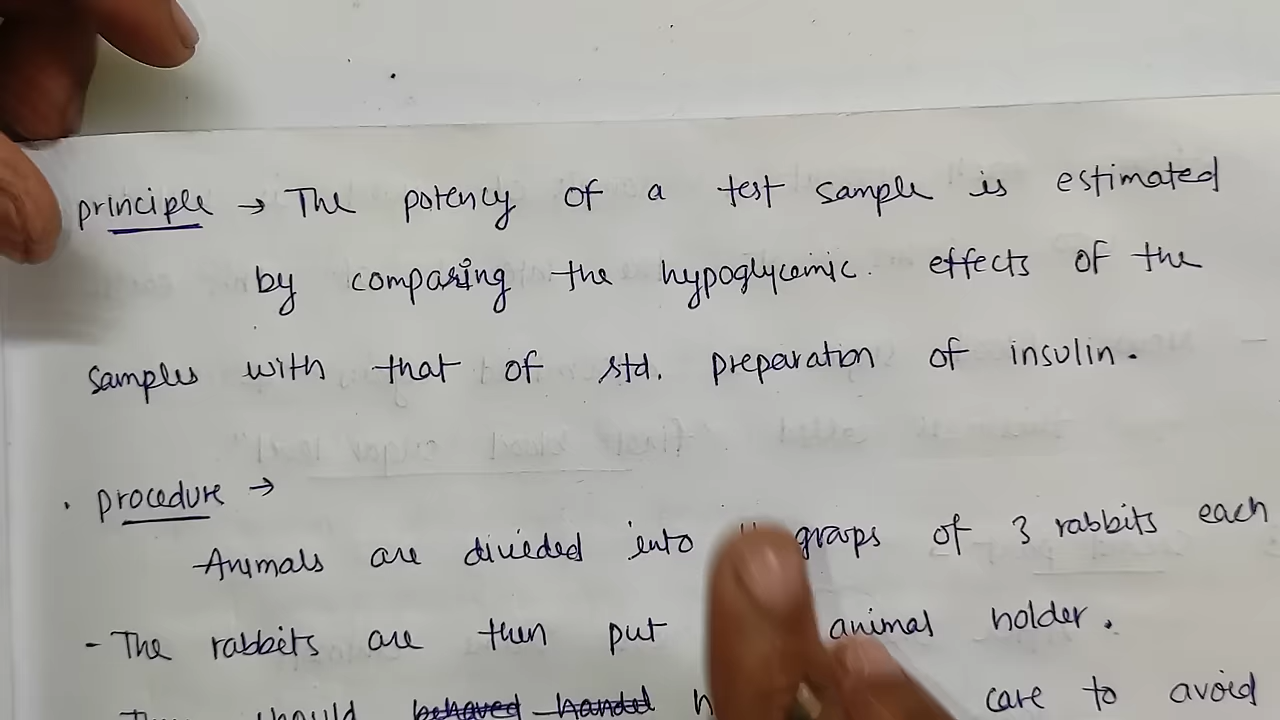 principle → The potency of a test sample is estimated
by comparing the hypoglycemic. effects of the
samples with that of std. preparation of insulin.
. procedure →
Animals are divided into groups of 3 rabbits each
- The rabbits are then put animal holder.
should behaved handed care to avoid